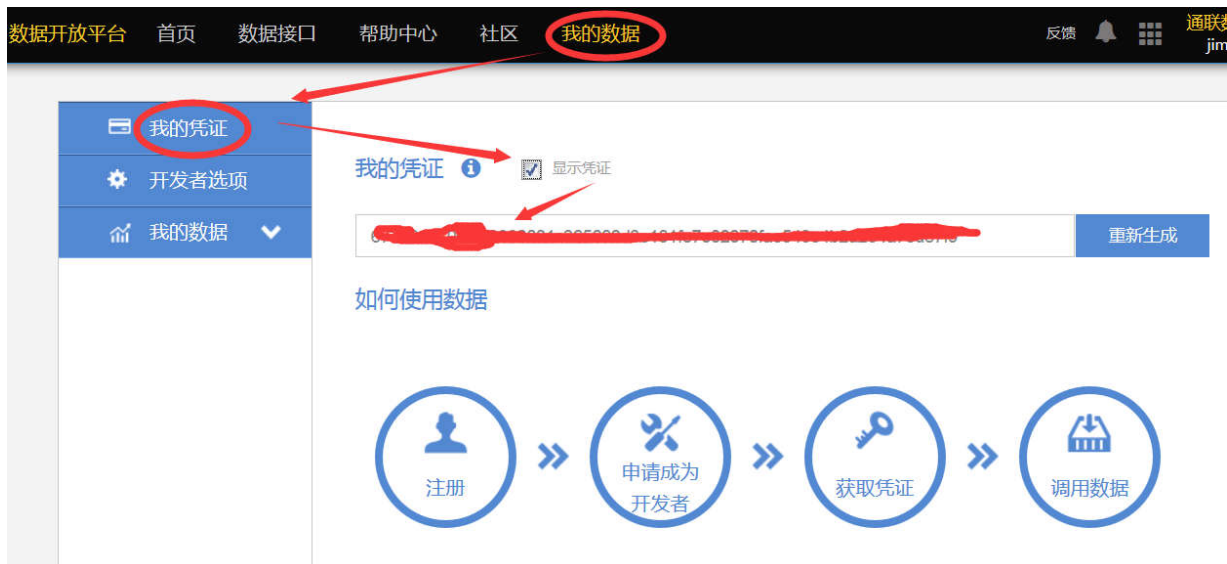 数据开放平台 首页 数据接口 帮助中心 社区 我的数据 反馈 通联数
jim
我的凭证
开发者选项
我的数据
我的凭证 显示凭证
重新生成
如何使用数据
注册
申请成为
开发者
获取凭证
调用数据